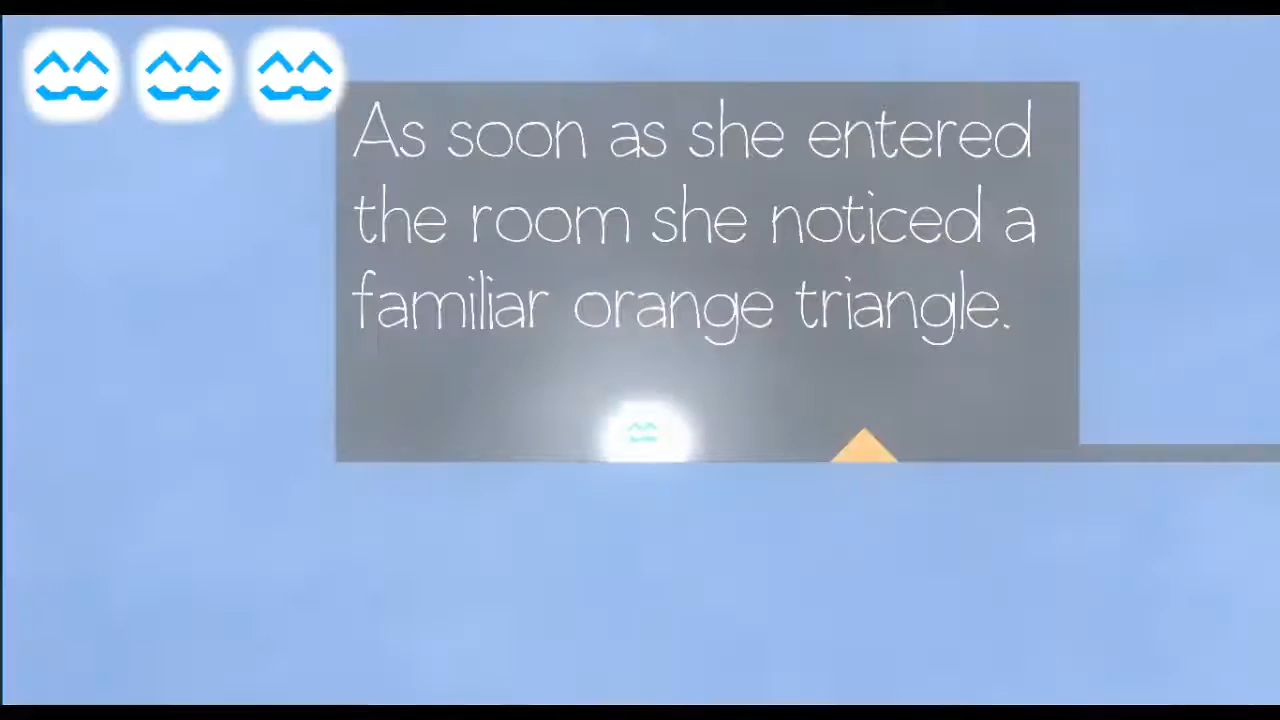 As soon as she entered
the room she noticed a
familiar orange triangle.